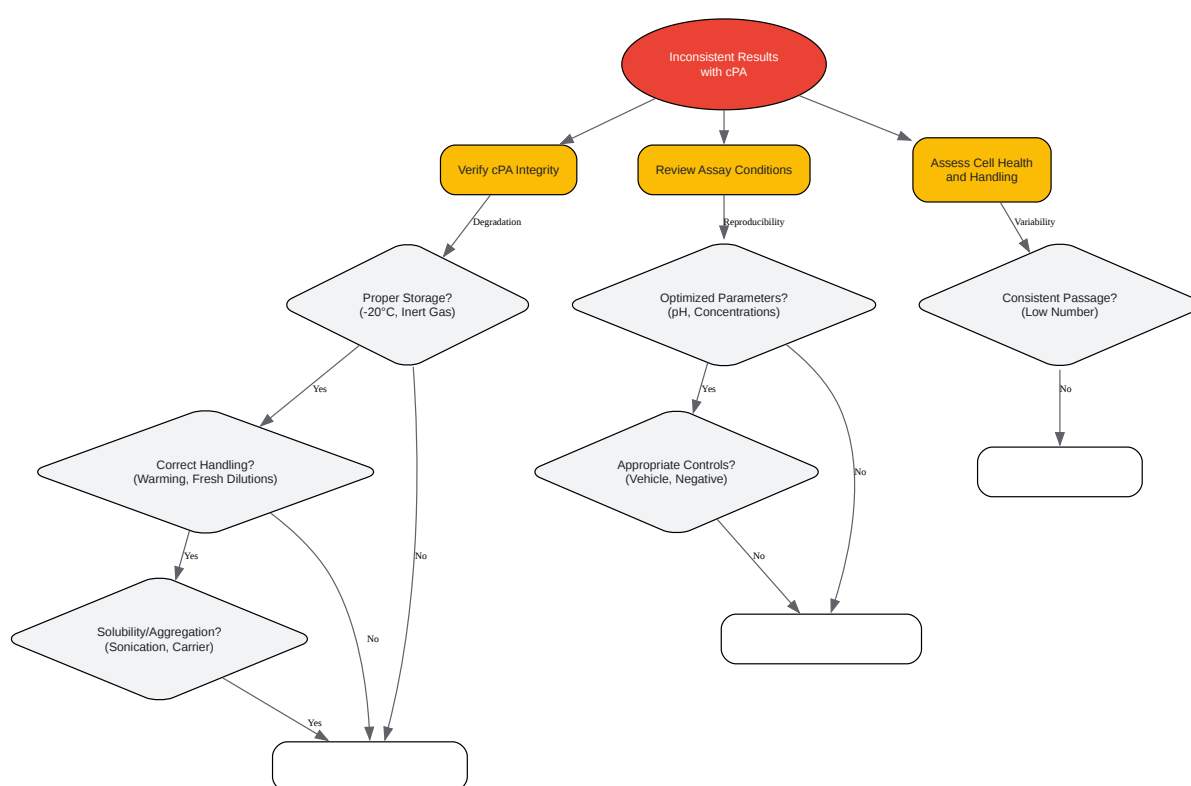 Inconsistent Results
with cPA
Verify cPA Integrity
Review Assay Conditions
Assess Cell Health
and Handling
Degradation
Reproducibility
Variability
Proper Storage?
(-20°C, Inert Gas)
Optimized Parameters?
(pH, Concentrations)
Consistent Passage?
(Low Number)
Yes
Yes
No
Correct Handling?
(Warming, Fresh Dilutions)
Appropriate Controls?
(Vehicle, Negative)
No
Yes
No
No
Solubility/Aggregation?
(Sonication, Carrier)
No
Yes